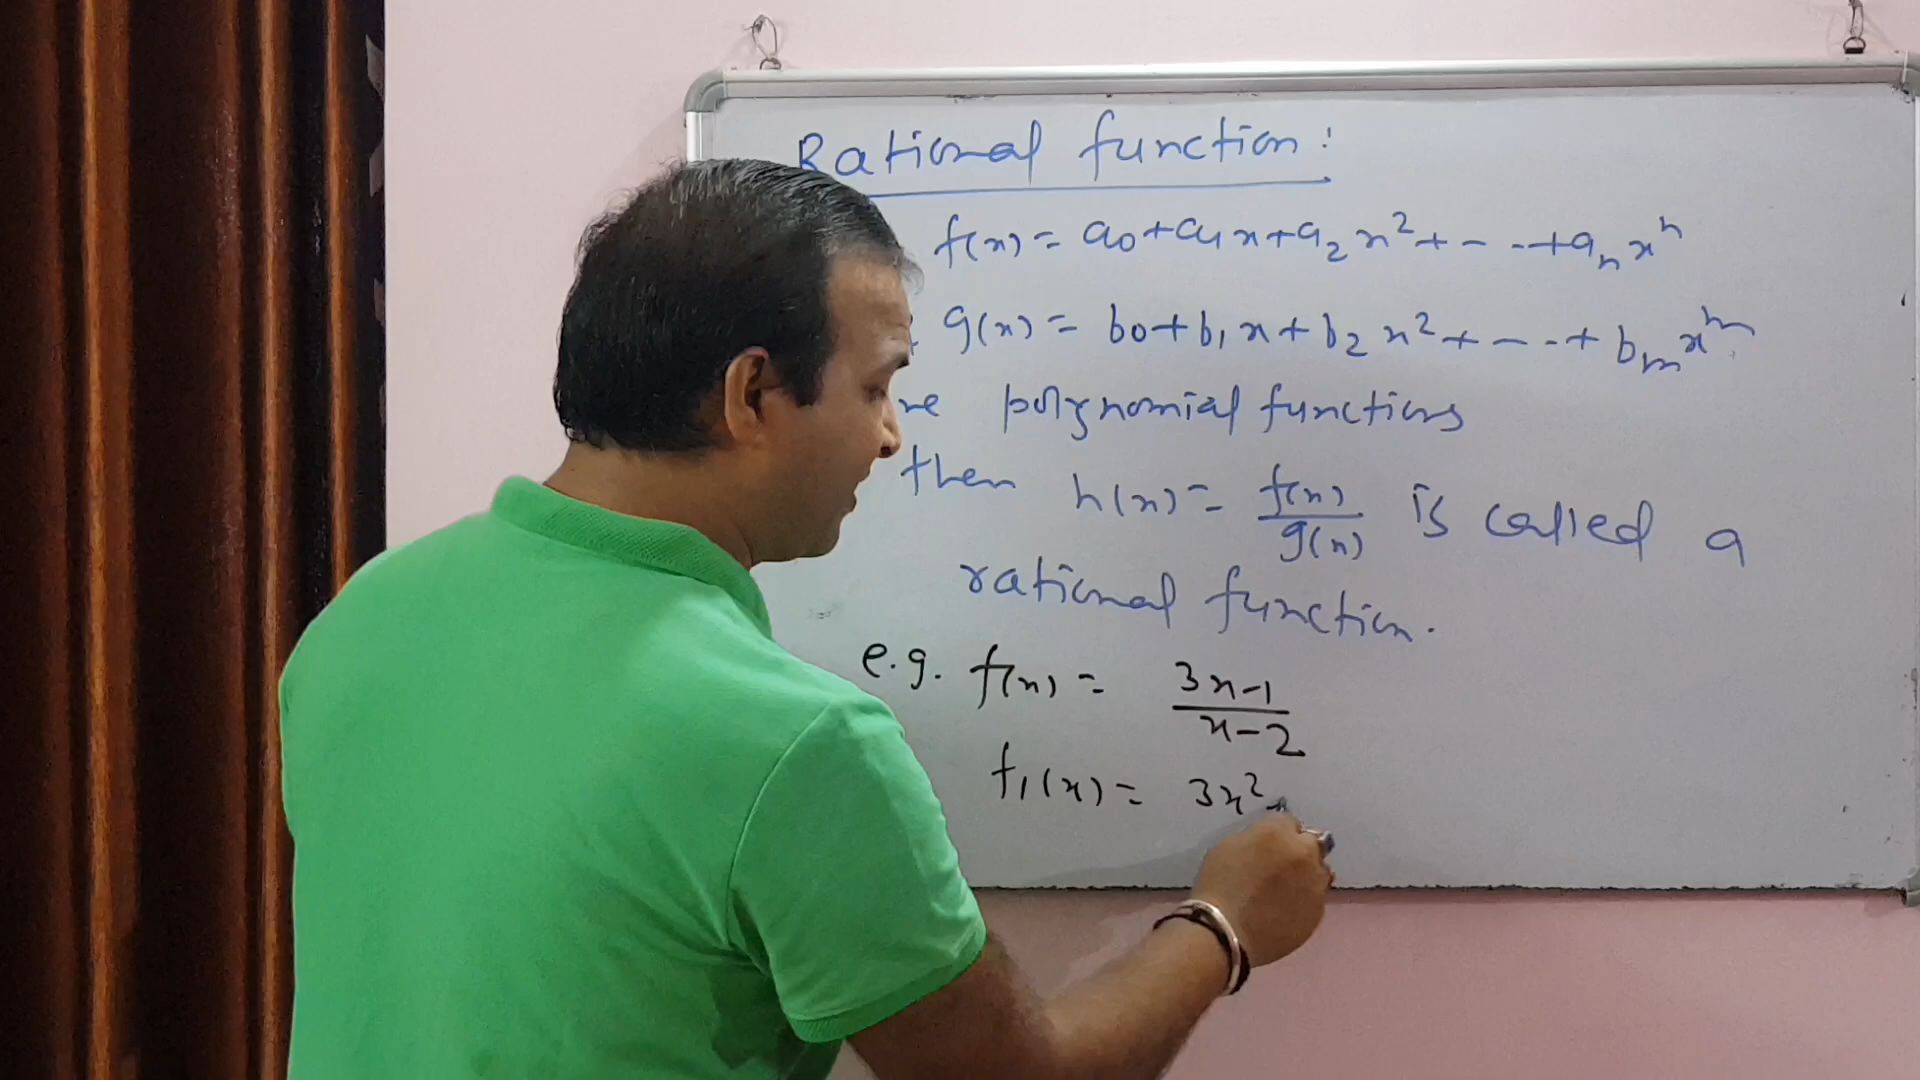 Rational function:
f(x) = a0+a1x+a2x²+---+anxⁿ
g(x) = b0+b1x+b2x²+---+bmxᵐ
re polynomial functions
then h(x) = f(x)/g(x) is called a
rational function.
e.g. f(x) = 3x-1/x-2
f1(x) = 3x²